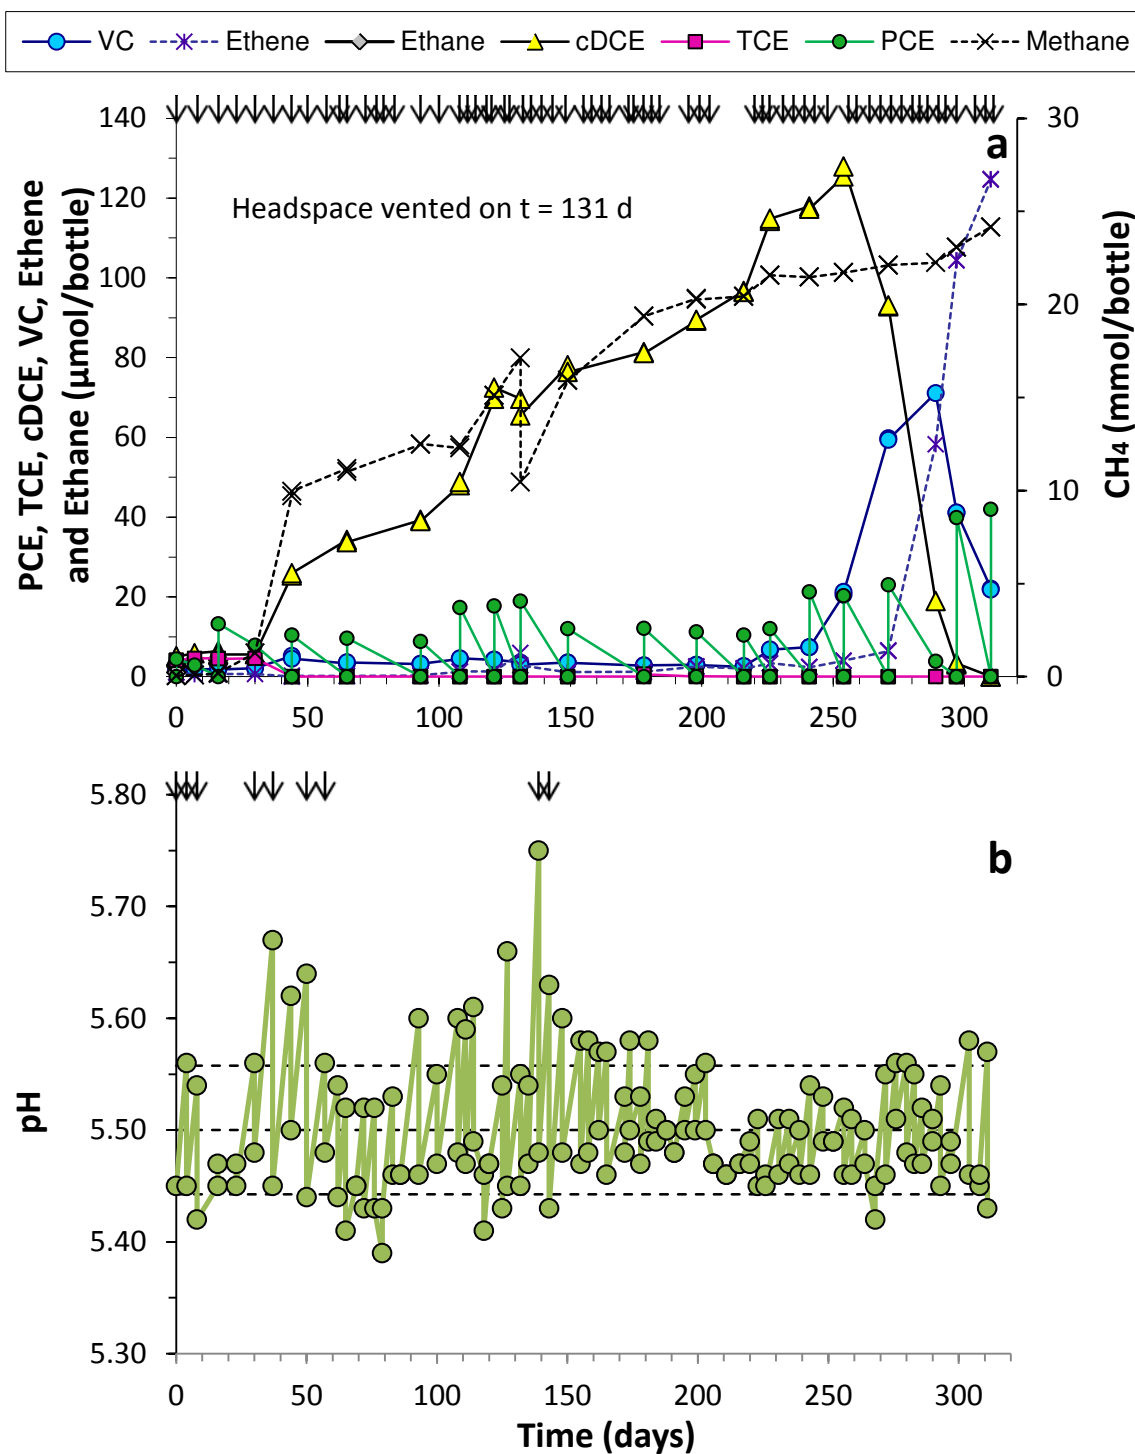 VC Ethene Ethane cDCE TCE PCE Methane
140 30
a
120
Headspace vented on t = 131 d
100
20
80
60
40
10
20
0 0
0 50 100 150 200 250 300
PCE, TCE, cDCE, VC, Ethene
and Ethane (μmol/bottle)
CH4 (mmol/bottle)
5.80
b
5.70
5.60
5.50
5.40
5.30
0 50 100 150 200 250 300
pH
Time (days)